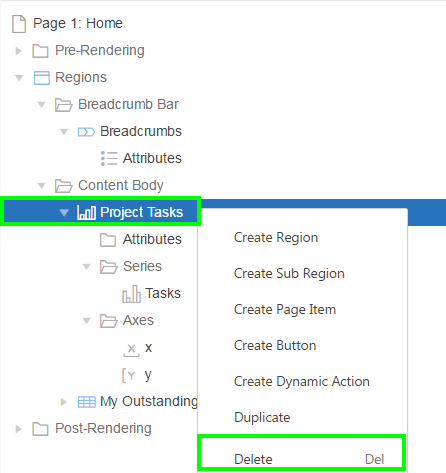 Page 1: Home
Pre-Rendering
Regions
Breadcrumb Bar
Breadcrumbs
Attributes
Content Body
Project Tasks
Attributes
Series
Tasks
Axes
x
y
My Outstanding
Post-Rendering
Create Region
Create Sub Region
Create Page Item
Create Button
Create Dynamic Action
Duplicate
Delete Del